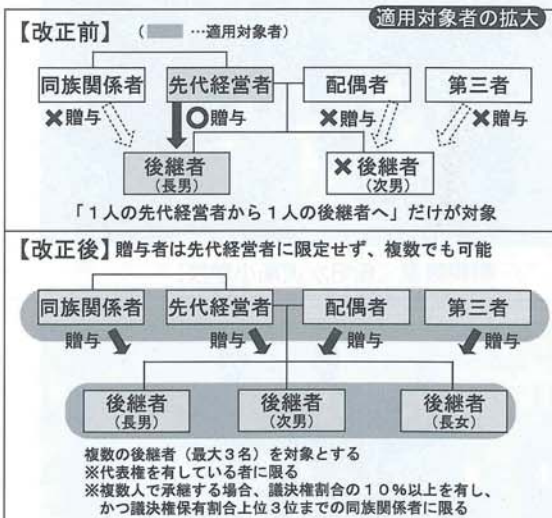 適用対象者の拡大
【改正前】 (…適用対象者)
同族関係者 先代経営者 配偶者 第三者
×贈与 ○贈与 ×贈与 ×贈与
後継者 × 後継者
(長男) (次男)
「1人の先代経営者から1人の後継者へ」だけが対象
【改正後】贈与者は先代経営者に限定せず、複数でも可能
同族関係者 先代経営者 配偶者 第三者
贈与 贈与 贈与 贈与
後継者 後継者 後継者
(長男) (次男) (長女)
複数の後継者(最大3名)を対象とする
※代表権を有している者に限る
※複数人で承継する場合、議決権割合の10%以上を有し、
かつ議決権保有割合上位3位までの同族関係者に限る